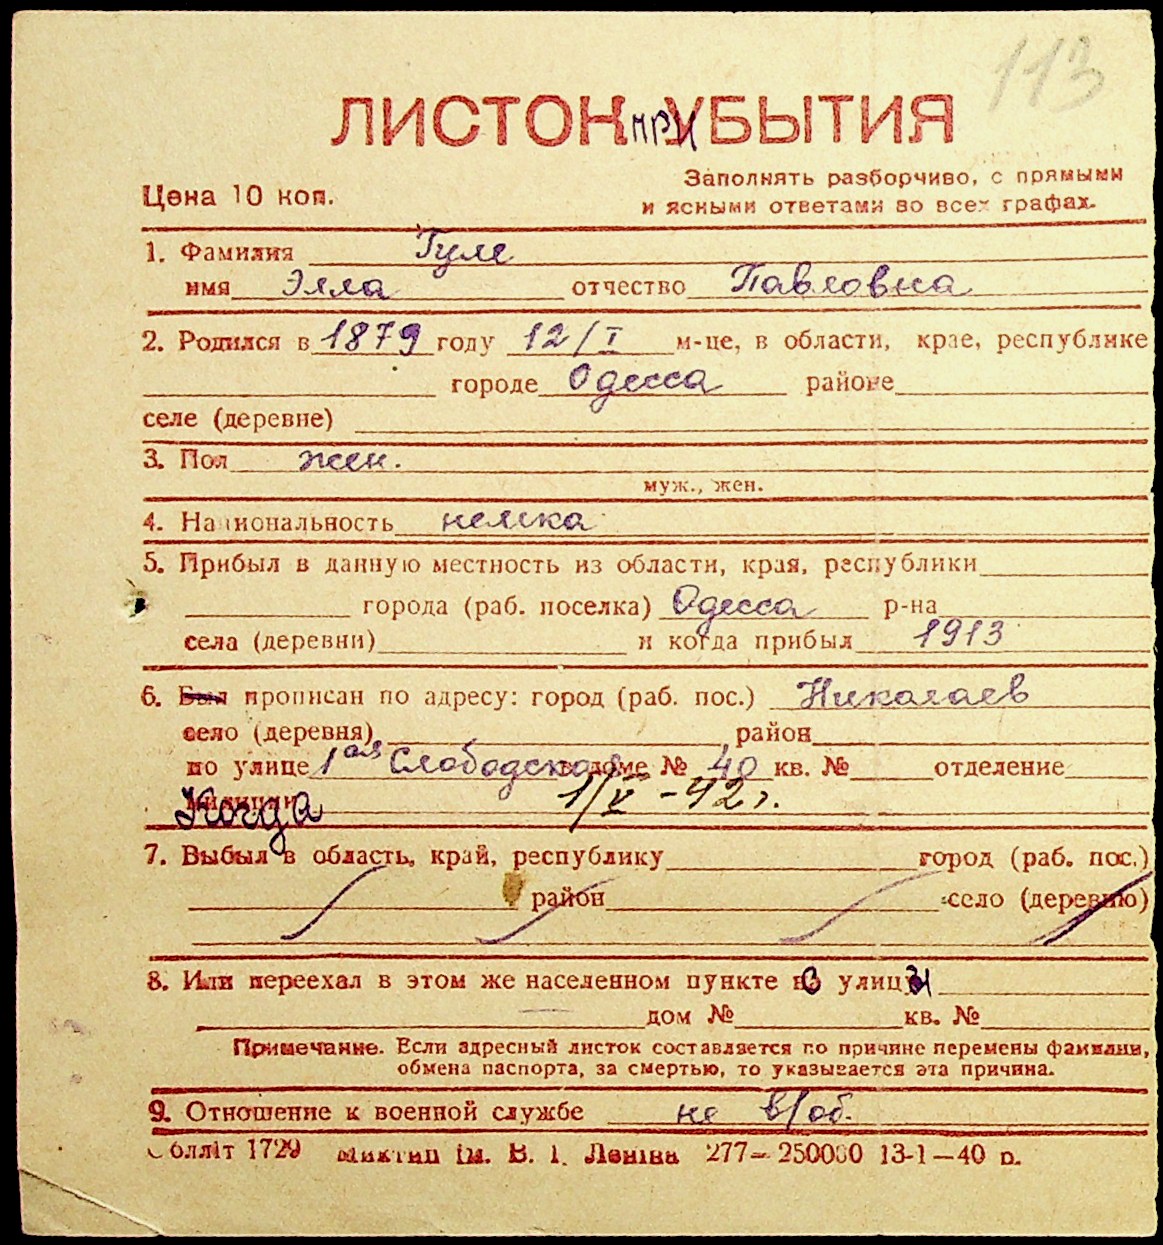 113
ЛИСТОК ПРИБЫТИЯ
Цена 10 коп.
Заполнять разборчиво, с прямыми
и ясными ответами во всех графах.
1. Фамилия Гуле
имя Элла отчество Павловна
2. Родился в 1879 году 12/I м-це, в области, крае, республике
городе Одесса районе
селе (деревне)
3. Пол жен.
муж., жен.
4. Национальность немка
5. Прибыл в данную местность из области, края, республики
города (раб. поселка) Одесса р-на
села (деревни) и когда прибыл 1913
6. Был прописан по адресу: город (раб. пос.) Николаев
село (деревня) район
по улице 1ая Слободская в доме № 40 кв. № отделение
милиции Когда 1/V-42 г.
7. Выбыл в область, край, республику город (раб. пос.)
район село (деревню)
8. Или переехал в этом же населенном пункте с улицы
дом № кв. №
Примечание. Если адресный листок составляется по причине перемены фамилии,
обмена паспорта, за смертью, то указывается эта причина.
9. Отношение к военной службе не в/об.
Облліт 1729 ім. В. І. Леніна 277—250000 13-1—40 р.